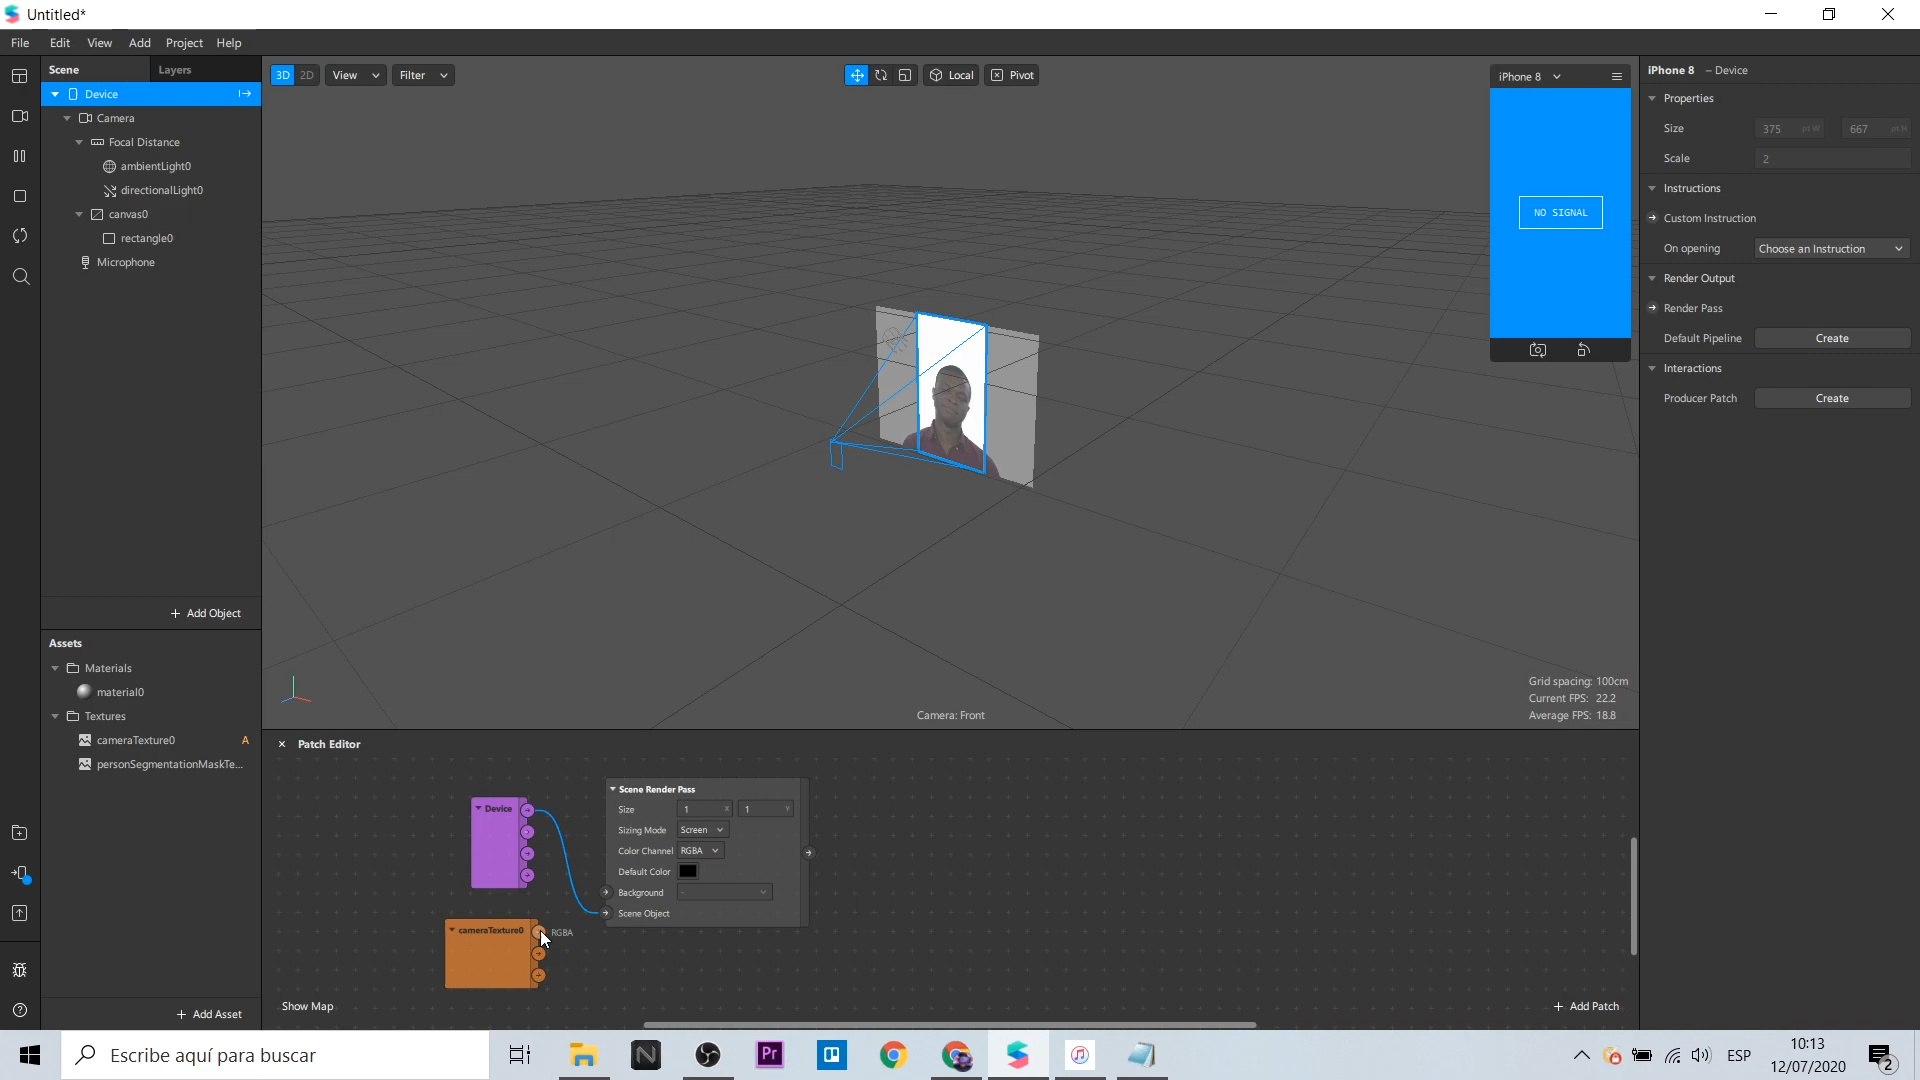 Untitled*
File Edit View Add Project Help
Scene Layers
Device
Camera
Focal Distance
ambientLight0
directionalLight0
canvas0
rectangle0
Microphone
+ Add Object
Assets
Materials
material0
Textures
cameraTexture0 A
personSegmentationMaskTe...
+ Add Asset
3D 2D View Filter
Local Pivot
iPhone 8
NO SIGNAL
Grid spacing: 100cm
Current FPS: 22.2
Average FPS: 18.8
Camera: Front
iPhone 8 – Device
Properties
Size 375 pt W 667 pt H
Scale 2
Instructions
Custom Instruction
On opening Choose an Instruction
Render Output
Render Pass
Default Pipeline Create
Interactions
Producer Patch Create
× Patch Editor
Device
Scene Render Pass
Size 1 X 1 Y
Sizing Mode Screen
Color Channel RGBA
Default Color
Background -
Scene Object
cameraTexture0 RGBA
Show Map
+ Add Patch
Escribe aquí para buscar
N
Pr
ESP
10:13
12/07/2020
2